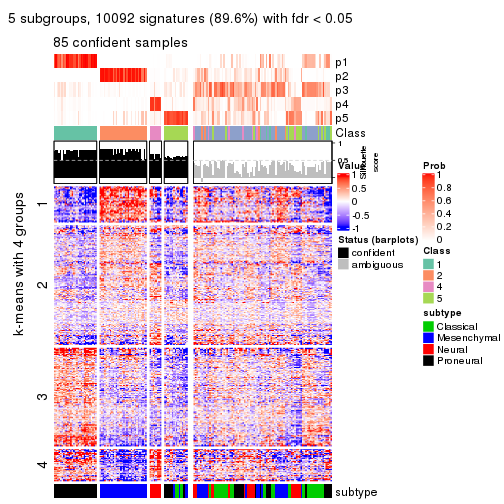 5 subgroups, 10092 signatures (89.6%) with fdr < 0.05
85 confident samples
p1
p2
p3
p4
p5
Class
1
0.5
Silhouette
score
k-means with 4 groups
1
2
3
4
subtype
Value
1
0.5
0
-0.5
-1
Status (barplots)
confident
ambiguous
Prob
1
0.8
0.6
0.4
0.2
0
Class
1
2
4
5
subtype
Classical
Mesenchymal
Neural
Proneural